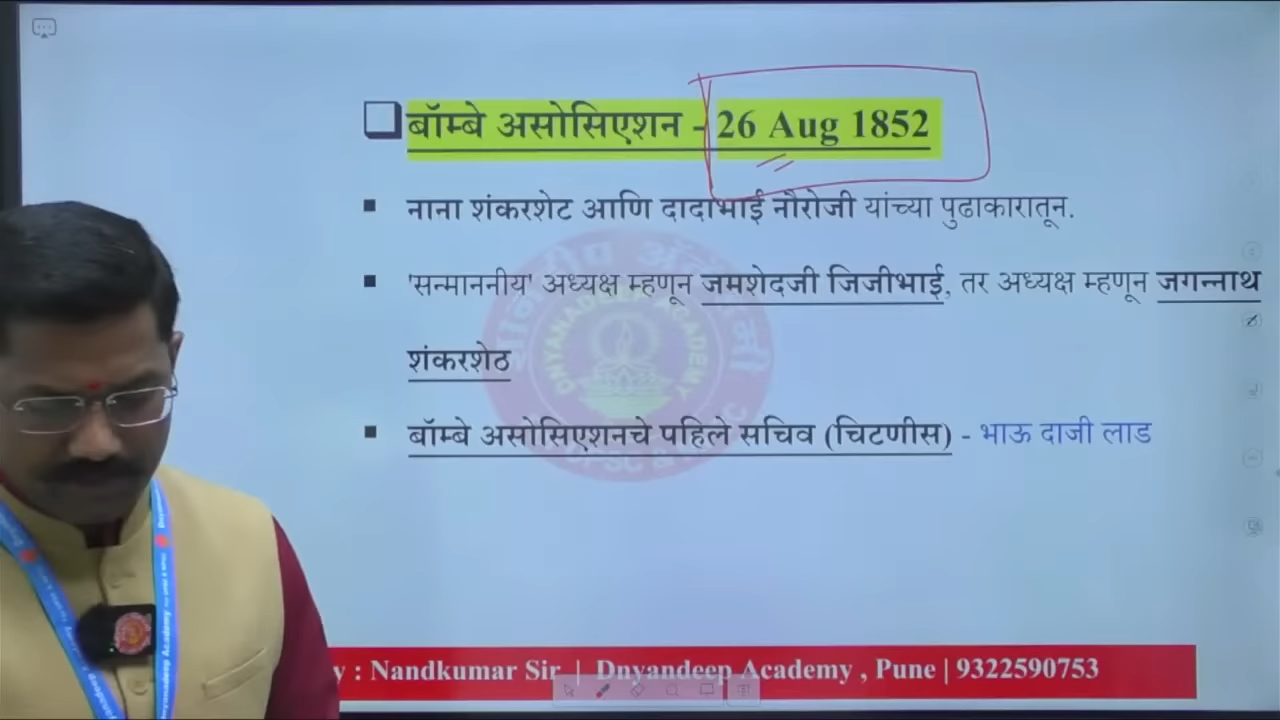 बॉम्बे असोसिएशन - 26 Aug 1852
▪ नाना शंकरशेट आणि दादाभाई नौरोजी यांच्या पुढाकारातून.
▪ 'सन्माननीय' अध्यक्ष म्हणून जमशेदजी जिजीभाई, तर अध्यक्ष म्हणून जगन्नाथ
शंकरशेठ
▪ बॉम्बे असोसिएशनचे पहिले सचिव (चिटणीस) - भाऊ दाजी लाड
: Nandkumar Sir | Dnyandeep Academy , Pune | 9322590753